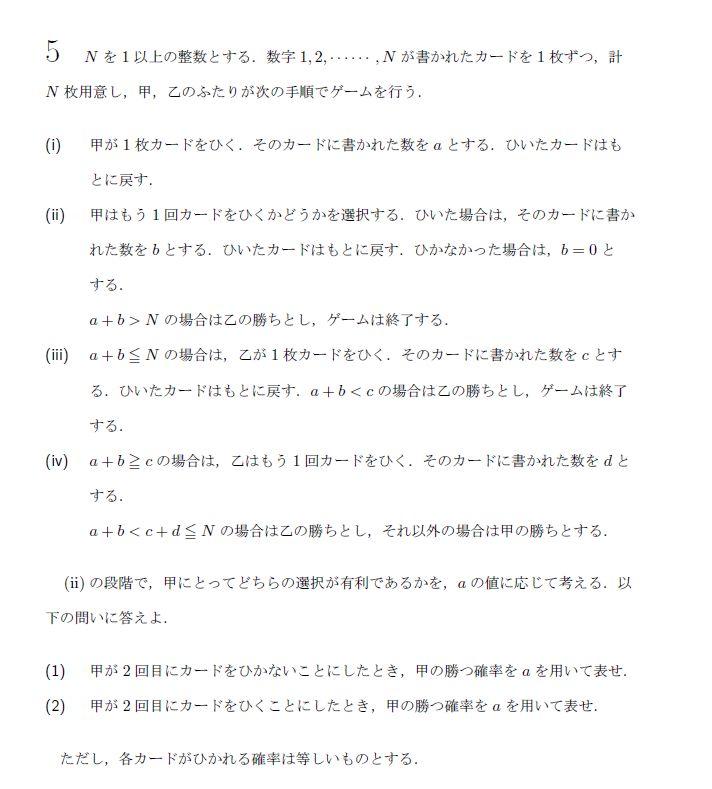 5 N を 1 以上の整数とする．数字 1, 2, ‥‥‥ , N が書かれたカードを 1 枚ずつ，計
N 枚用意し，甲，乙のふたりが次の手順でゲームを行う．
(i) 甲が 1 枚カードをひく．そのカードに書かれた数を a とする．ひいたカードはも
とに戻す．
(ii) 甲はもう 1 回カードをひくかどうかを選択する．ひいた場合は，そのカードに書か
れた数を b とする．ひいたカードはもとに戻す．ひかなかった場合は，b = 0 と
する．
a + b > N の場合は乙の勝ちとし，ゲームは終了する．
(iii) a + b ≦ N の場合は，乙が 1 枚カードをひく．そのカードに書かれた数を c とす
る．ひいたカードはもとに戻す．a + b < c の場合は乙の勝ちとし，ゲームは終了
する．
(iv) a + b ≧ c の場合は，乙はもう 1 回カードをひく．そのカードに書かれた数を d と
する．
a + b < c + d ≦ N の場合は乙の勝ちとし，それ以外の場合は甲の勝ちとする．
(ii) の段階で，甲にとってどちらの選択が有利であるかを，a の値に応じて考える．以
下の問いに答えよ．
(1) 甲が 2 回目にカードをひかないことにしたとき，甲の勝つ確率を a を用いて表せ．
(2) 甲が 2 回目にカードをひくことにしたとき，甲の勝つ確率を a を用いて表せ．
ただし，各カードがひかれる確率は等しいものとする．